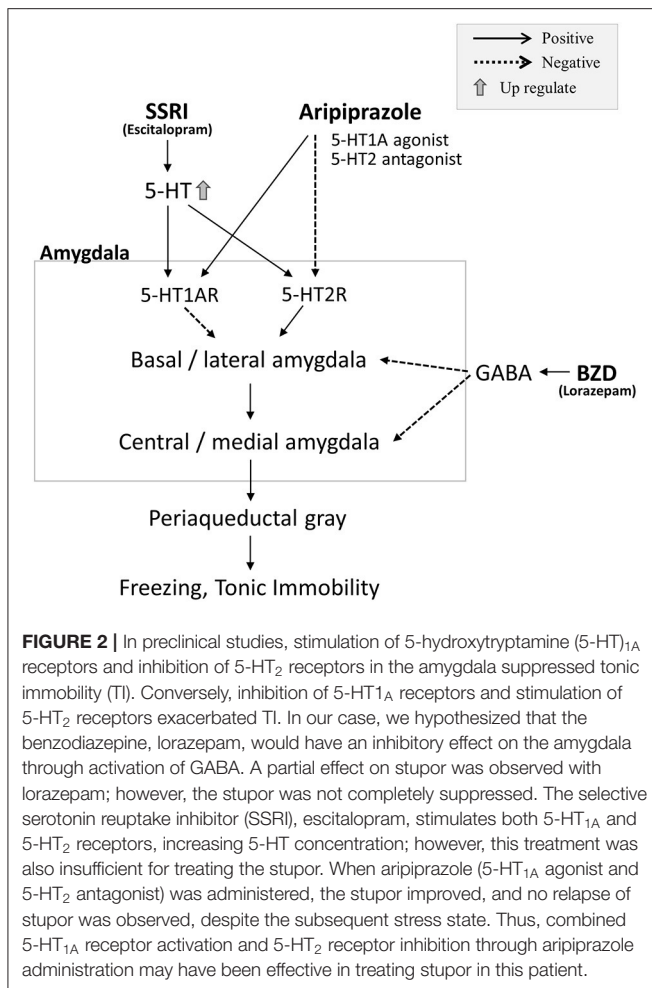 Positive
Negative
Up regulate
SSRI
(Escitalopram)
Aripiprazole
5-HT1A agonist
5-HT2 antagonist
5-HT
Amygdala
5-HT1AR 5-HT2R
Basal / lateral amygdala
GABA BZD
(Lorazepam)
Central / medial amygdala
Periaqueductal gray
Freezing, Tonic Immobility
FIGURE 2 | In preclinical studies, stimulation of 5-hydroxytryptamine (5-HT)1A
receptors and inhibition of 5-HT2 receptors in the amygdala suppressed tonic
immobility (TI). Conversely, inhibition of 5-HT1A receptors and stimulation of
5-HT2 receptors exacerbated TI. In our case, we hypothesized that the
benzodiazepine, lorazepam, would have an inhibitory effect on the amygdala
through activation of GABA. A partial effect on stupor was observed with
lorazepam; however, the stupor was not completely suppressed. The selective
serotonin reuptake inhibitor (SSRI), escitalopram, stimulates both 5-HT1A and
5-HT2 receptors, increasing 5-HT concentration; however, this treatment was
also insufficient for treating the stupor. When aripiprazole (5-HT1A agonist and
5-HT2 antagonist) was administered, the stupor improved, and no relapse of
stupor was observed, despite the subsequent stress state. Thus, combined
5-HT1A receptor activation and 5-HT2 receptor inhibition through aripiprazole
administration may have been effective in treating stupor in this patient.